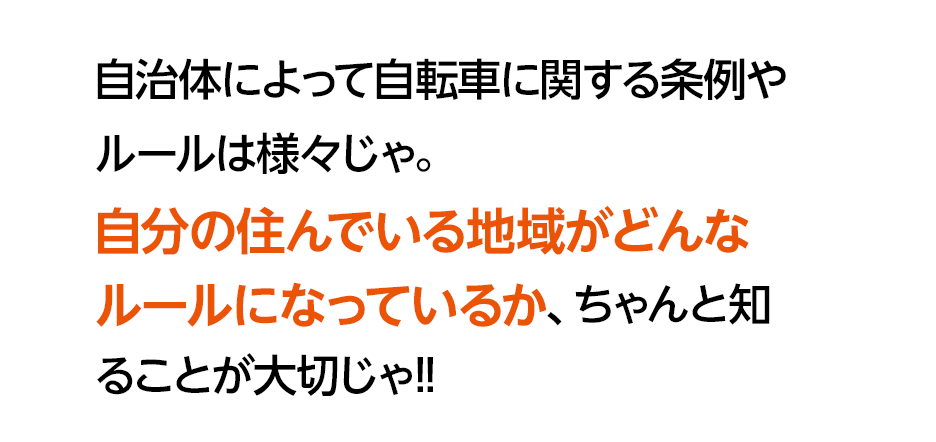 自治体によって自転車に関する条例や
ルールは様々じゃ。
自分の住んでいる地域がどんな
ルールになっているか、ちゃんと知
ることが大切じゃ!!